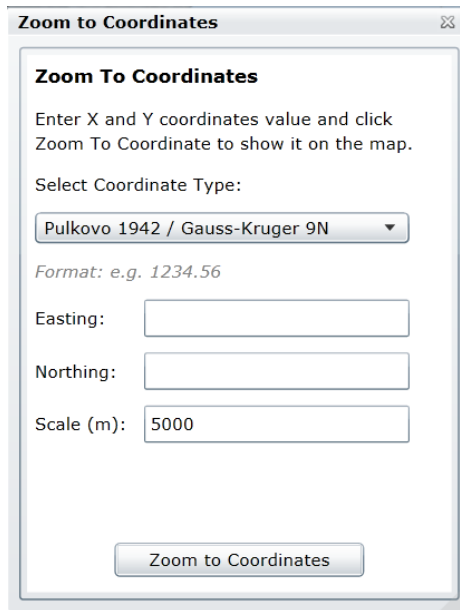 Zoom to Coordinates
Zoom To Coordinates
Enter X and Y coordinates value and click
Zoom To Coordinate to show it on the map.
Select Coordinate Type:
Pulkovo 1942 / Gauss-Kruger 9N
Format: e.g. 1234.56
Easting:
Northing:
Scale (m): 5000
Zoom to Coordinates